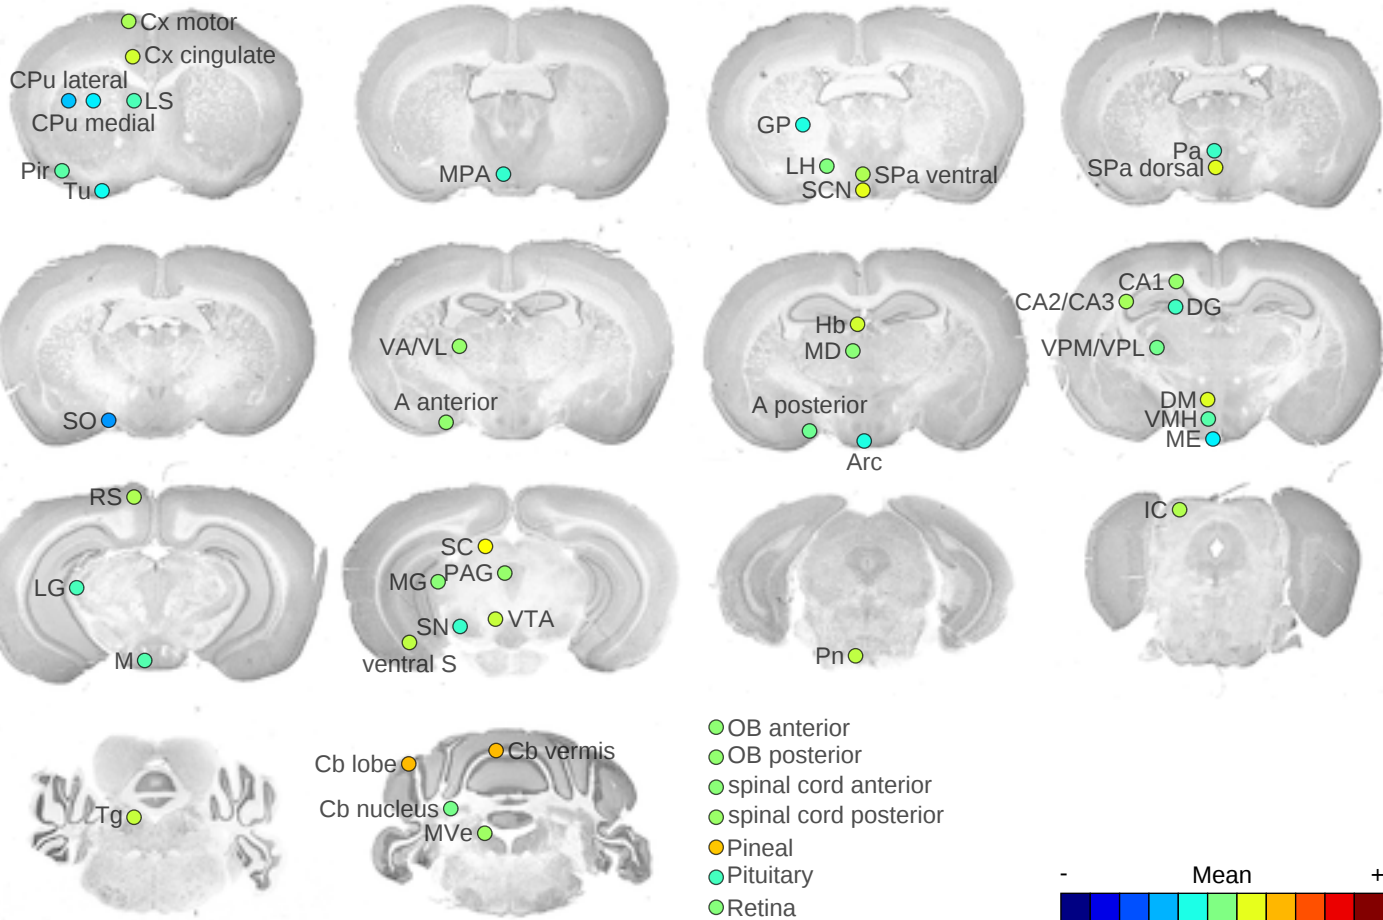 Cx motor
Cx cingulate
CPu lateral
LS
CPu medial
Pir
Tu
MPA
GP
LH
SPa ventral
SCN
Pa
SPa dorsal
SO
VA/VL
A anterior
Hb
MD
A posterior
Arc
CA1
CA2/CA3
DG
VPM/VPL
DM
VMH
ME
RS
LG
M
SC
PAG
MG
VTA
SN
ventral S
Pn
IC
Tg
Cb lobe
Cb vermis
Cb nucleus
MVe
OB anterior
OB posterior
spinal cord anterior
spinal cord posterior
Pineal
Pituitary
Retina
- Mean +